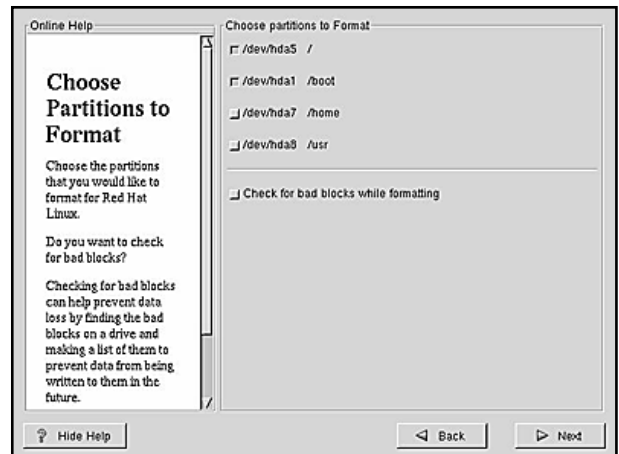 Online Help
Choose
Partitions to
Format
Choose the partitions
that you would like to
format for Red Hat
Linux.
Do you want to check
for bad blocks?
Checking for bad blocks
can help prevent data
loss by finding the bad
blocks on a drive and
making a list of them to
prevent data from being
written to them in the
future.
Choose partitions to Format
/dev/hda5 /
/dev/hda1 /boot
/dev/hda7 /home
/dev/hda8 /usr
Check for bad blocks while formatting
? Hide Help
Back
Next